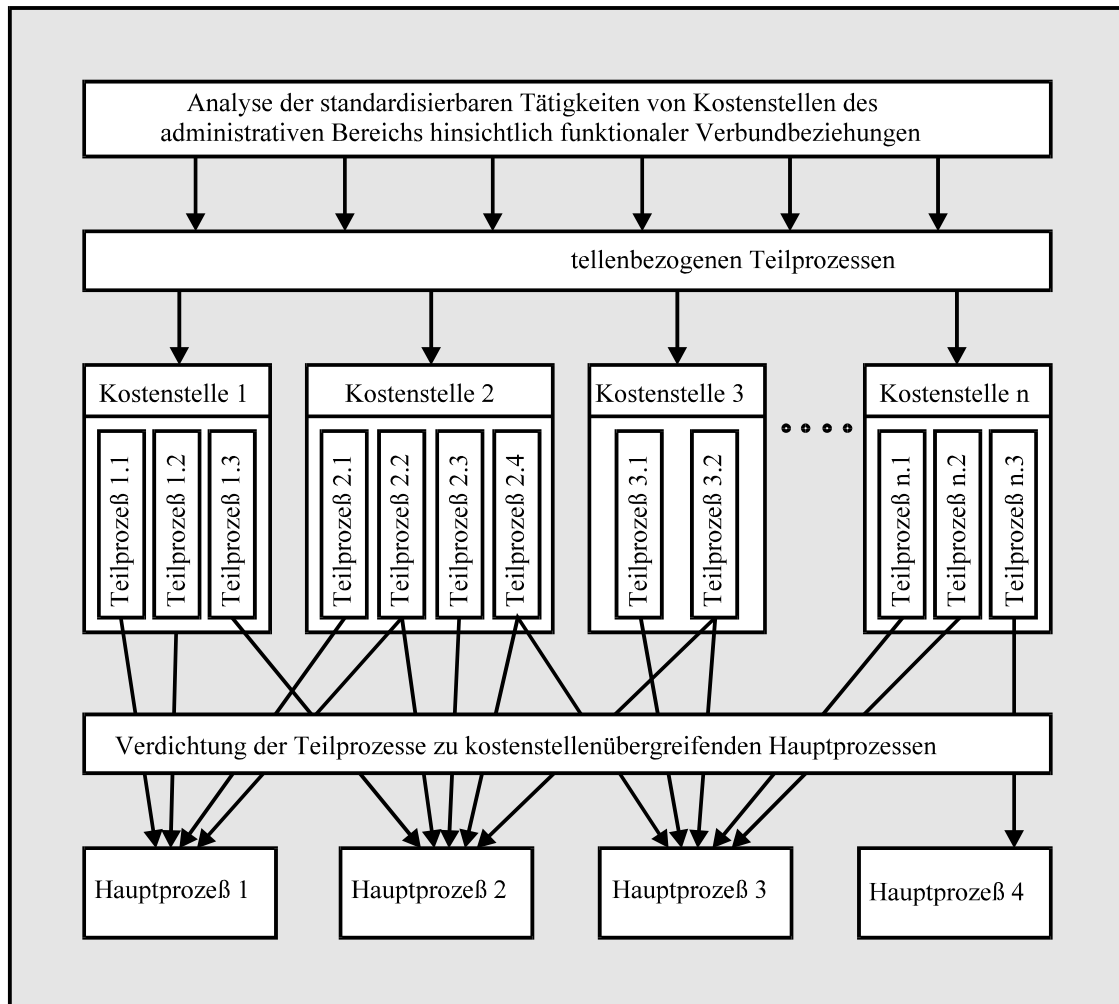 Analyse der standardisierbaren Tätigkeiten von Kostenstellen des
administrativen Bereichs hinsichtlich funktionaler Verbundbeziehungen
tellenbezogenen Teilprozessen
Kostenstelle 1
Kostenstelle 2
Kostenstelle 3
Kostenstelle n
Teilprozeß 1.1
Teilprozeß 1.2
Teilprozeß 1.3
Teilprozeß 2.1
Teilprozeß 2.2
Teilprozeß 2.3
Teilprozeß 2.4
Teilprozeß 3.1
Teilprozeß 3.2
Teilprozeß n.1
Teilprozeß n.2
Teilprozeß n.3
Verdichtung der Teilprozesse zu kostenstellenübergreifenden Hauptprozessen
Hauptprozeß 1
Hauptprozeß 2
Hauptprozeß 3
Hauptprozeß 4